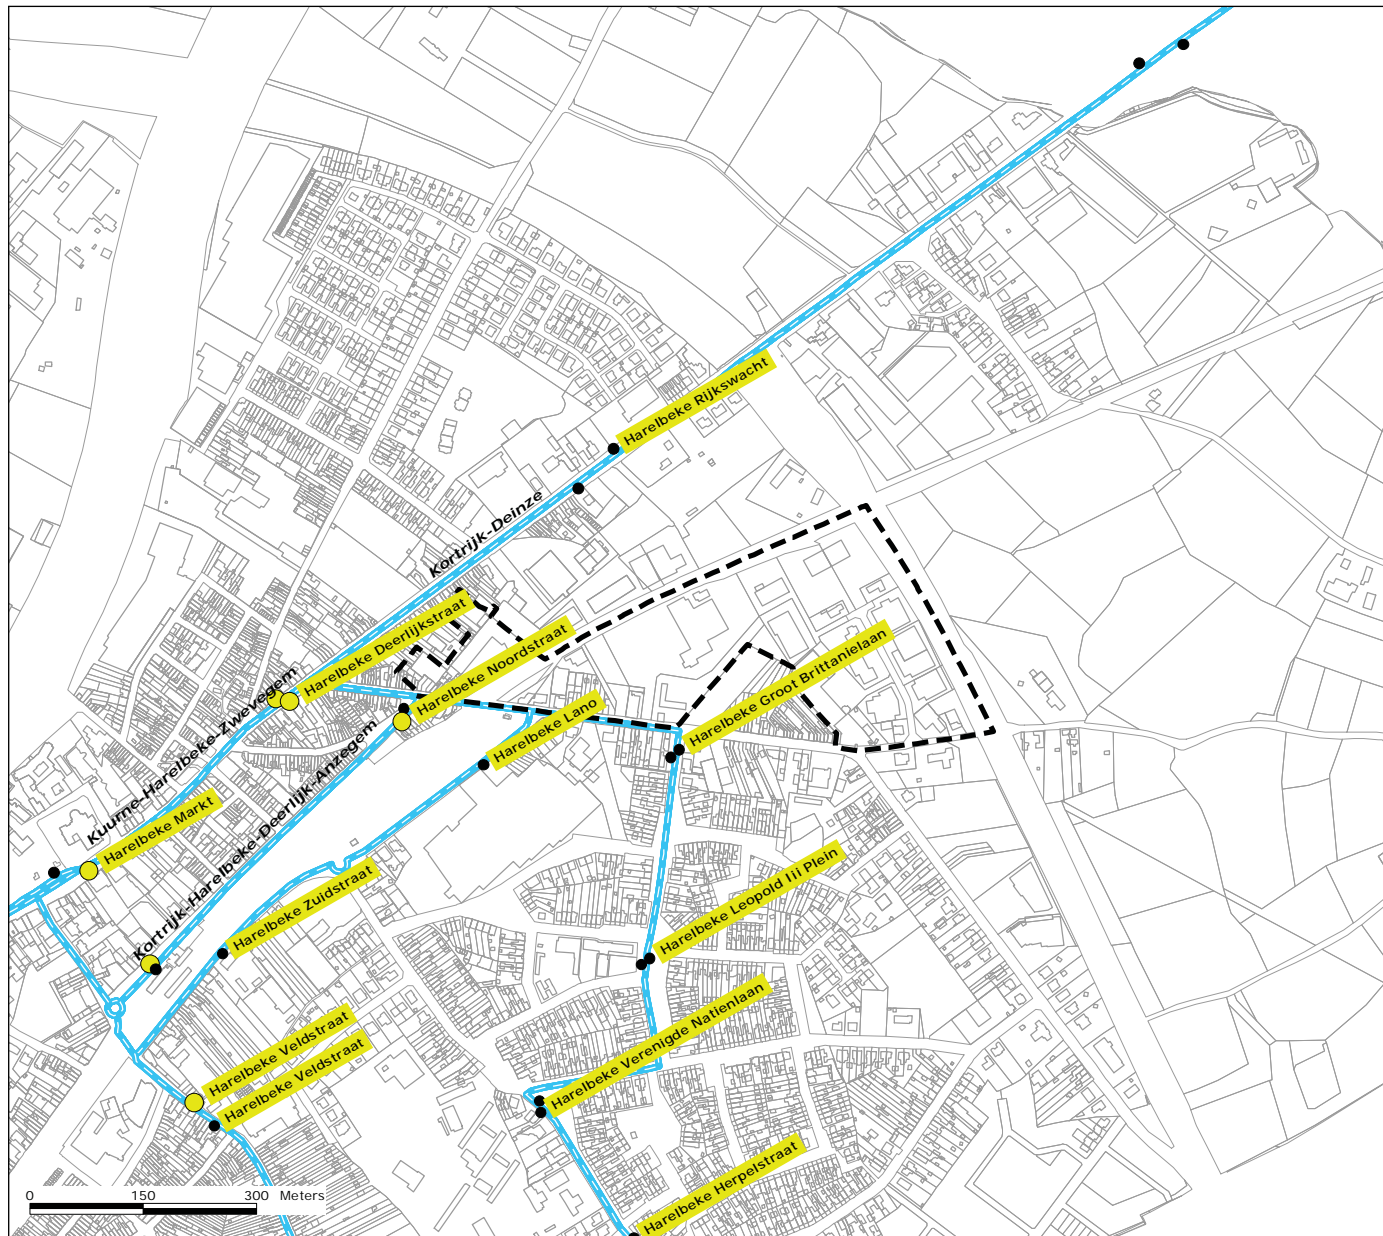 Harelbeke Rijkswacht
Kortrijk-Deinze
Harelbeke Deerlijkstraat
Harelbeke Noordstraat
Harelbeke Groot Brittanielaan
Kuurne-Harelbeke-Zwevegem
Harelbeke Lano
Kortrijk-Harelbeke-Deerlijk-Anzegem
Harelbeke Markt
Harelbeke Zuidstraat
Harelbeke Leopold Iii Plein
Harelbeke Veldstraat
Harelbeke Veldstraat
Harelbeke Verenigde Natienlaan
Harelbeke Herpelstraat
0 150 300 Meters